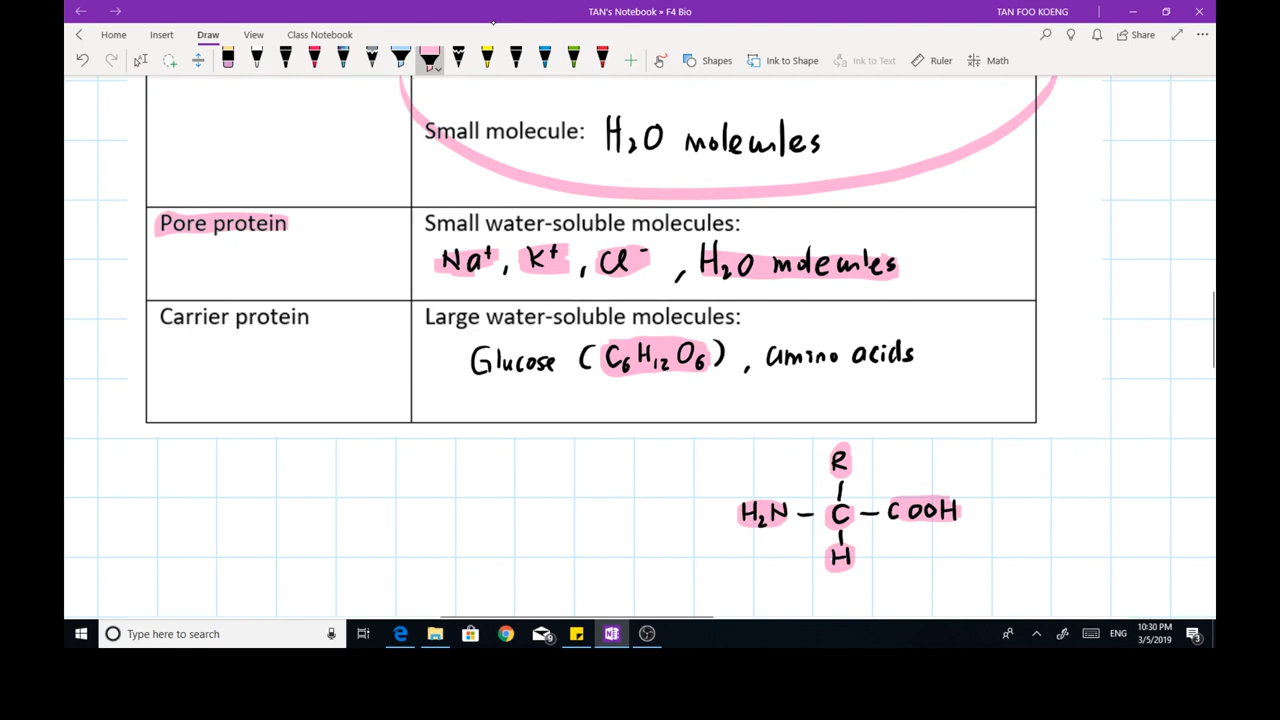 TAN's Notebook » F4 Bio
TAN FOO KOENG
Home Insert Draw View Class Notebook
Share
Shapes Ink to Shape Ink to Text Ruler Math
Small molecule: H₂O molecules
Pore protein
Small water-soluble molecules:
Na⁺, K⁺, Cl⁻, H₂O molecules
Carrier protein
Large water-soluble molecules:
Glucose (C₆H₁₂O₆), amino acids
R
H₂N – C – COOH
H
Type here to search
9
N
ENG
10:30 PM
3/5/2019
3